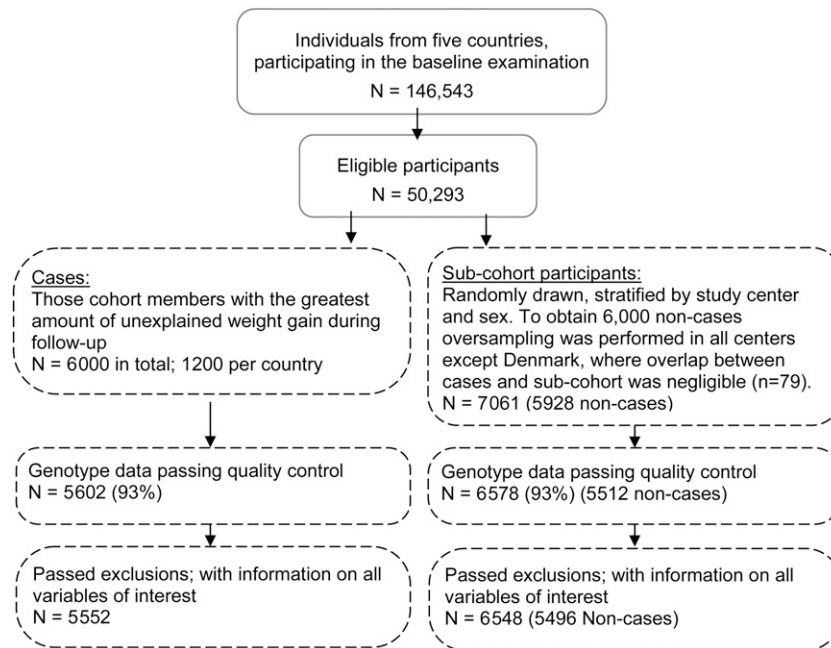 Individuals from five countries,
participating in the baseline examination
N = 146,543
Eligible participants
N = 50,293
Cases:
Those cohort members with the greatest
amount of unexplained weight gain during
follow-up
N = 6000 in total; 1200 per country
Sub-cohort participants:
Randomly drawn, stratified by study center
and sex. To obtain 6,000 non-cases
oversampling was performed in all centers
except Denmark, where overlap between
cases and sub-cohort was negligible (n=79).
N = 7061 (5928 non-cases)
Genotype data passing quality control
N = 5602 (93%)
Genotype data passing quality control
N = 6578 (93%) (5512 non-cases)
Passed exclusions; with information on all
variables of interest
N = 5552
Passed exclusions; with information on all
variables of interest
N = 6548 (5496 Non-cases)